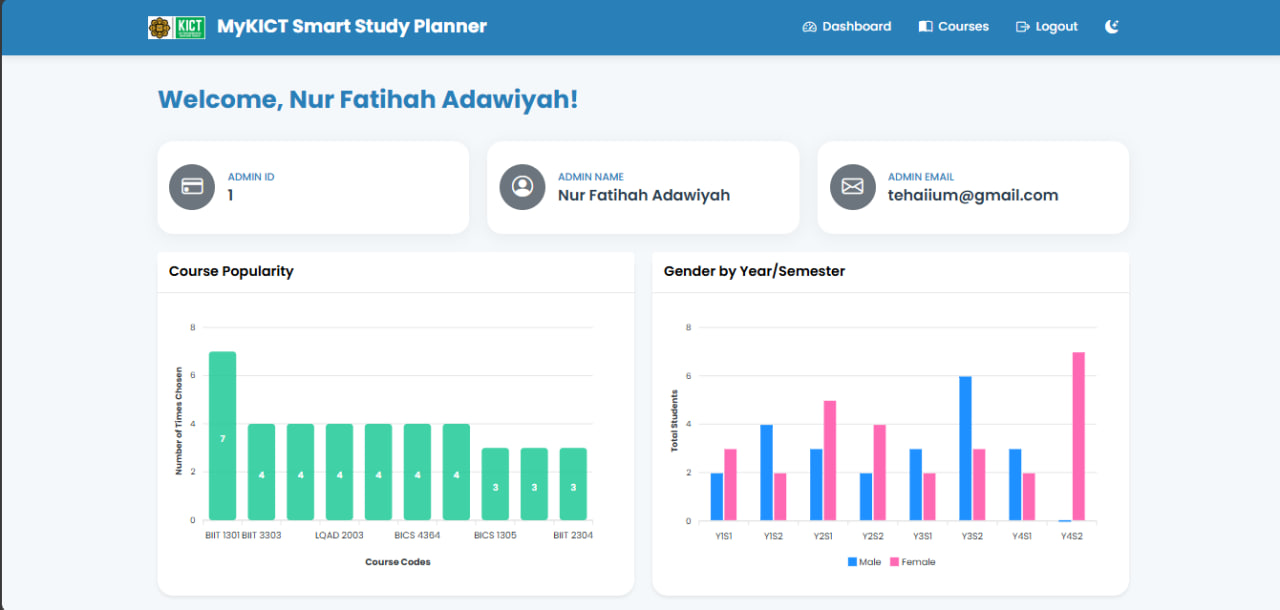 KICT
MyKICT Smart Study Planner
Dashboard
Courses
Logout
Welcome, Nur Fatihah Adawiyah!
ADMIN ID
1
ADMIN NAME
Nur Fatihah Adawiyah
ADMIN EMAIL
tehaiium@gmail.com
Course Popularity
8
6
4
2
0
Number of Times Chosen
7
4
4
4
4
4
4
3
3
3
BIIT 1301
BIIT 3303
LQAD 2003
BICS 4364
BICS 1305
BIIT 2304
Course Codes
Gender by Year/Semester
8
6
4
2
0
Total Students
Y1S1
Y1S2
Y2S1
Y2S2
Y3S1
Y3S2
Y4S1
Y4S2
Male
Female